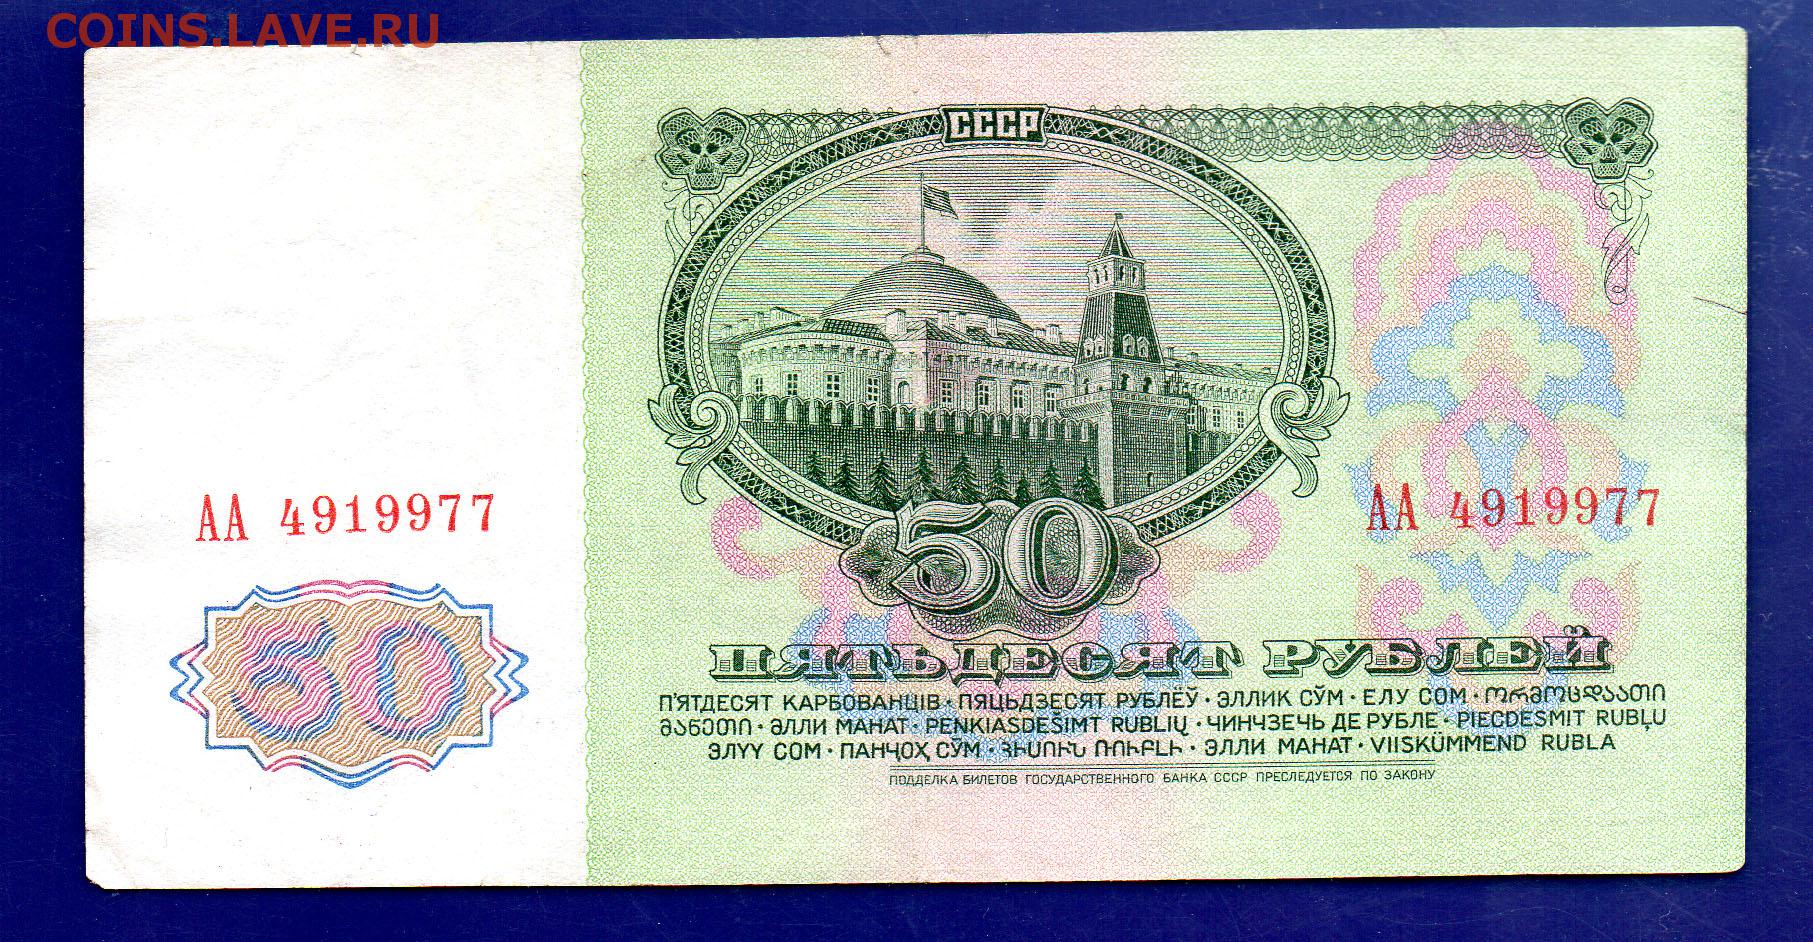 COINS.LAVE.RU
СССР
АА 4919977
АА 4919977
50
50
ПЯТЬДЕСЯТ РУБЛЕЙ
П'ЯТДЕСЯТ КАРБОВАНЦІВ · ПЯЦЬДЗЕСЯТ РУБЛЁЎ · ЭЛЛИК СЎМ · ЕЛУ СОМ · ორმოცდაათი
მანეთი · ӘЛЛИ МАНАТ · PENKIASDEŠIMT RUBLIŲ · ЧИНЧЗЕЧЬ ДЕ РУБЛЕ · PIECDESMIT RUBĻU
ЭЛҮҮ СОМ · ПАНҶОҲ СӮМ · ՀԻՍՈՒՆ ՌՈՒԲԼԻ · ЭЛЛИ МАНАТ · VIISKÜMMEND RUBLA
ПОДДЕЛКА БИЛЕТОВ ГОСУДАРСТВЕННОГО БАНКА СССР ПРЕСЛЕДУЕТСЯ ПО ЗАКОНУ